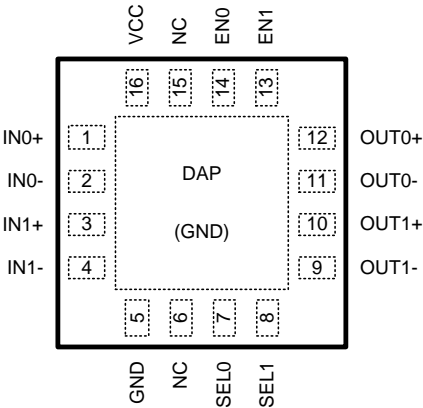 VCC NC EN0 EN1
16 15 14 13
IN0+ 1 12 OUT0+
IN0- 2 DAP 11 OUT0-
IN1+ 3 (GND) 10 OUT1+
IN1- 4 9 OUT1-
5 6 7 8
GND NC SEL0 SEL1